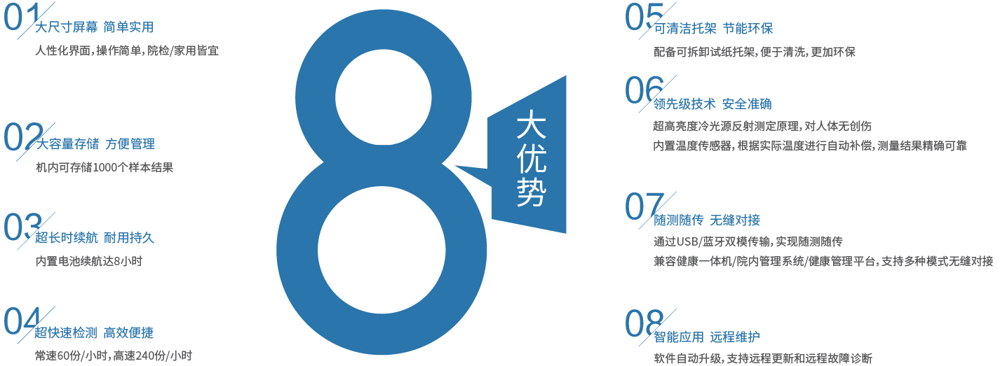 01
大尺寸屏幕 简单实用
人性化界面，操作简单，院检/家用皆宜
02
大容量存储 方便管理
机内可存储1000个样本结果
03
超长时续航 耐用持久
内置电池续航达8小时
04
超快速检测 高效便捷
常速60份/小时，高速240份/小时
8
大优势
05
可清洁托架 节能环保
配备可拆卸试纸托架，便于清洗，更加环保
06
领先级技术 安全准确
超高亮度冷光源反射测定原理，对人体无创伤
内置温度传感器，根据实际温度进行自动补偿，测量结果精确可靠
07
随测随传 无缝对接
通过USB/蓝牙双模传输，实现随测随传
兼容健康一体机/院内管理系统/健康管理平台，支持多种模式无缝对接
08
智能应用 远程维护
软件自动升级，支持远程更新和远程故障诊断